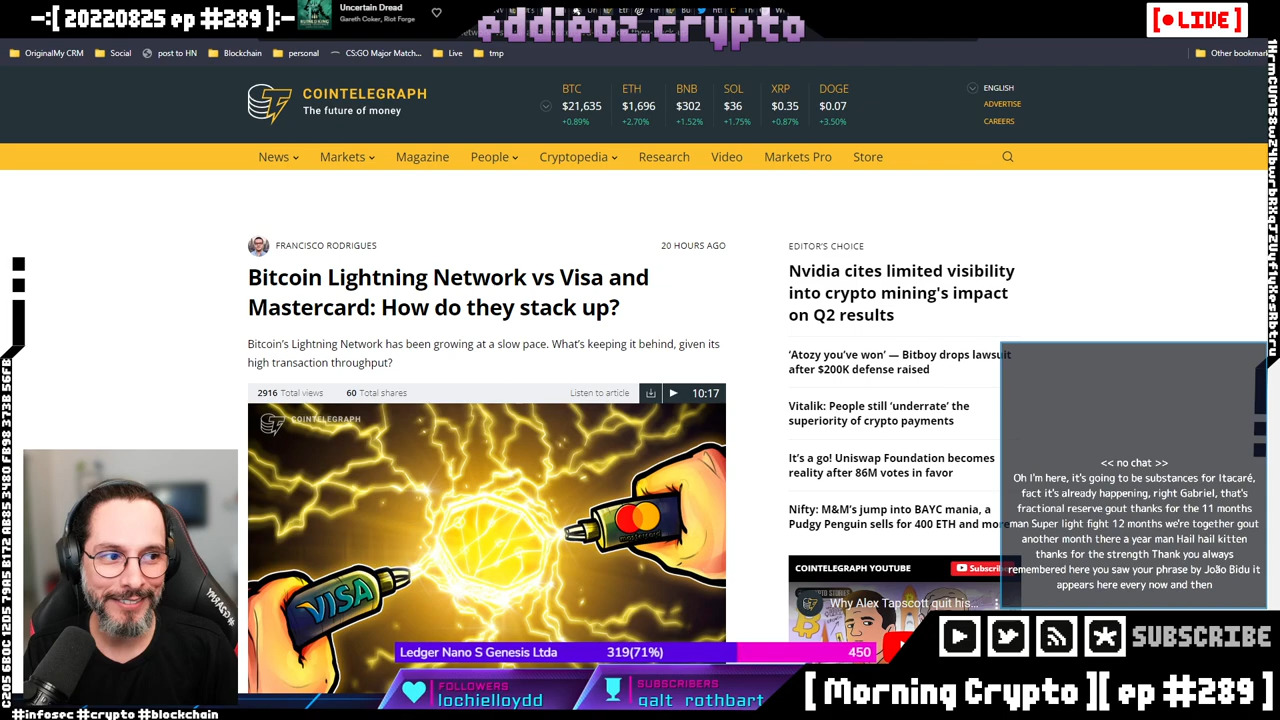 -:[ 20220825 ep #289 ]:-
Uncertain Dread
Gareth Coker, Riot Forge
eddieoz.crypto
[● LIVE]
OriginalMy CRM
Social
post to HN
Blockchain
personal
CS:GO Major Match...
Live
tmp
Other bookmar
COINTELEGRAPH
The future of money
BTC
$21,635
+0.89%
ETH
$1,696
+2.70%
BNB
$302
+1.52%
SOL
$36
+1.75%
XRP
$0.35
+0.87%
DOGE
$0.07
+3.50%
ENGLISH
ADVERTISE
CAREERS
News
Markets
Magazine
People
Cryptopedia
Research
Video
Markets Pro
Store
FRANCISCO RODRIGUES
20 HOURS AGO
Bitcoin Lightning Network vs Visa and
Mastercard: How do they stack up?
Bitcoin's Lightning Network has been growing at a slow pace. What's keeping it behind, given its
high transaction throughput?
2916 Total views
60 Total shares
Listen to article
10:17
COINTELEGRAPH
VISA
mastercard
EDITOR'S CHOICE
Nvidia cites limited visibility
into crypto mining's impact
on Q2 results
‘Atozy you’ve won’ — Bitboy drops lawsuit
after $200K defense raised
Vitalik: People still ‘underrate’ the
superiority of crypto payments
It’s a go! Uniswap Foundation becomes
reality after 86M votes in favor
Nifty: M&M’s jump into BAYC mania, a
Pudgy Penguin sells for 400 ETH and more
COINTELEGRAPH YOUTUBE
Subscribe
Why Alex Tapscott quit his...
<< no chat >>
Oh I'm here, it's going to be substances for Itacaré,
fact it's already happening, right Gabriel, that's
fractional reserve gout thanks for the 11 months
man Super light fight 12 months we're together gout
another month there a year man Hail hail kitten
thanks for the strength Thank you always
remembered here you saw your phrase by João Bidu it
appears here every now and then
Ledger Nano S Genesis Ltda
319(71%)
450
FOLLOWERS
lochielloydd
SUBSCRIBERS
galt_rothbart
SUBSCRIBE
[ Morning Crypto ][ ep #289 ]
#infosec #crypto #blockchain